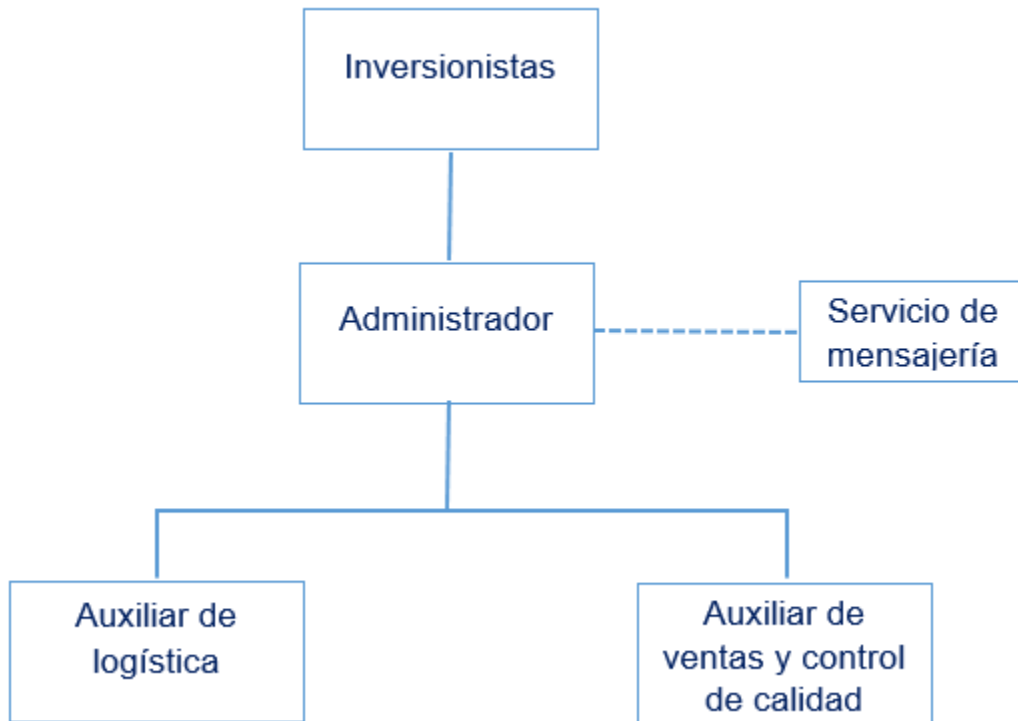 Inversionistas
Administrador
Servicio de
mensajería
Auxiliar de
logística
Auxiliar de
ventas y control
de calidad